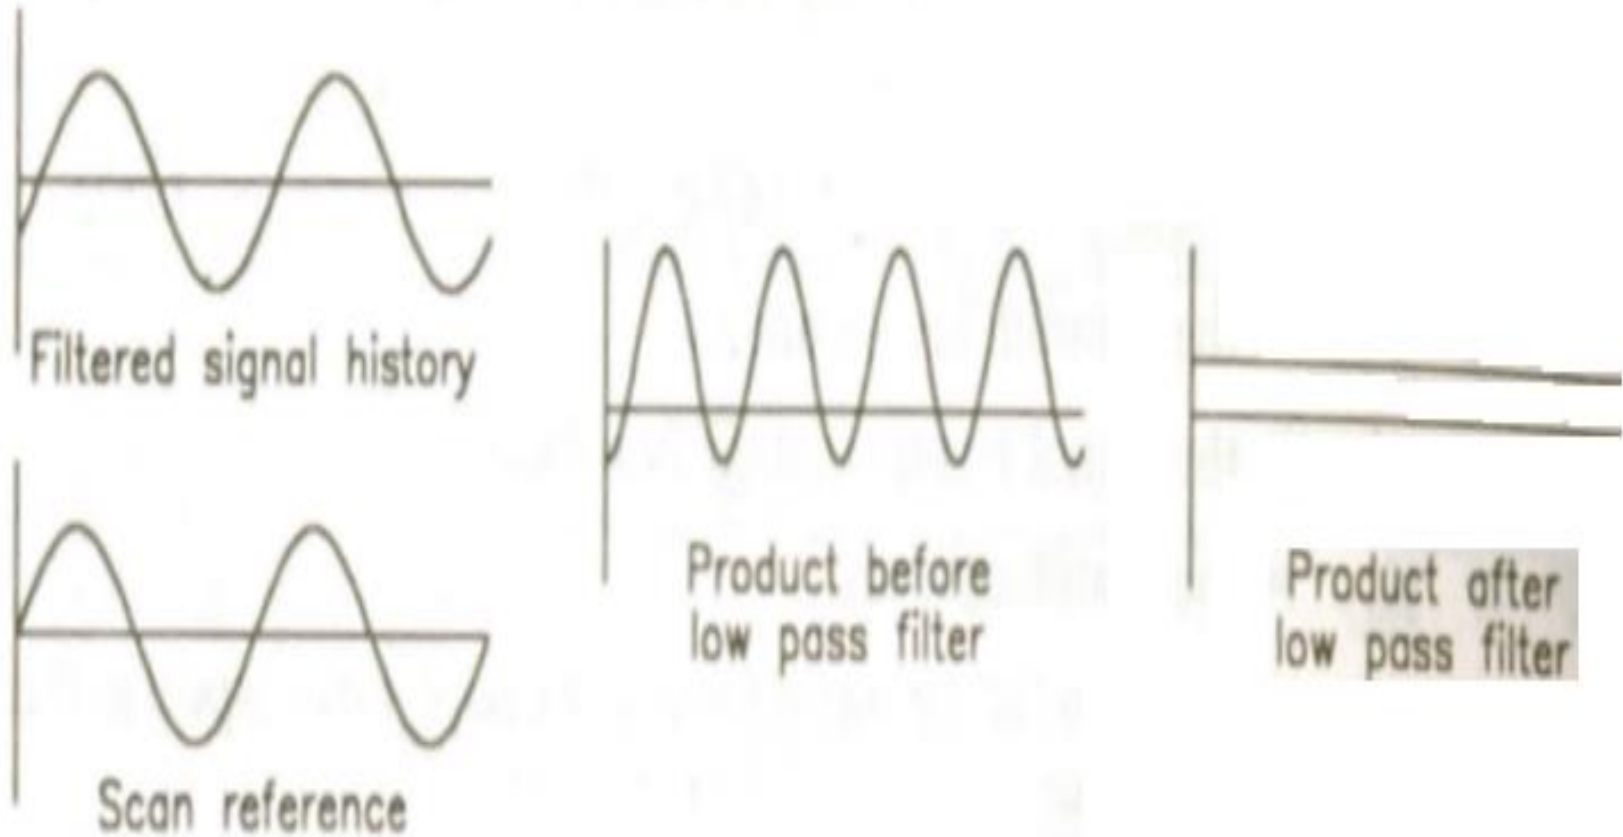 Filtered signal history
Scan reference
Product before
low pass filter
Product after
low pass filter